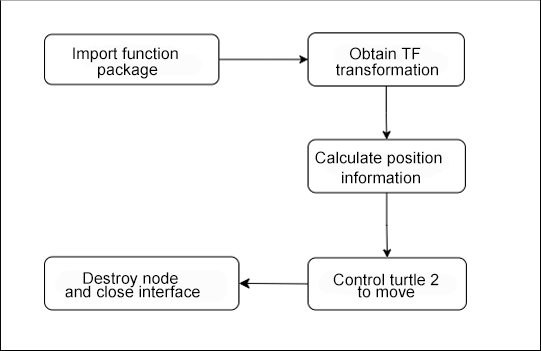 Import function
package
Obtain TF
transformation
Calculate position
information
Control turtle 2
to move
Destroy node
and close interface